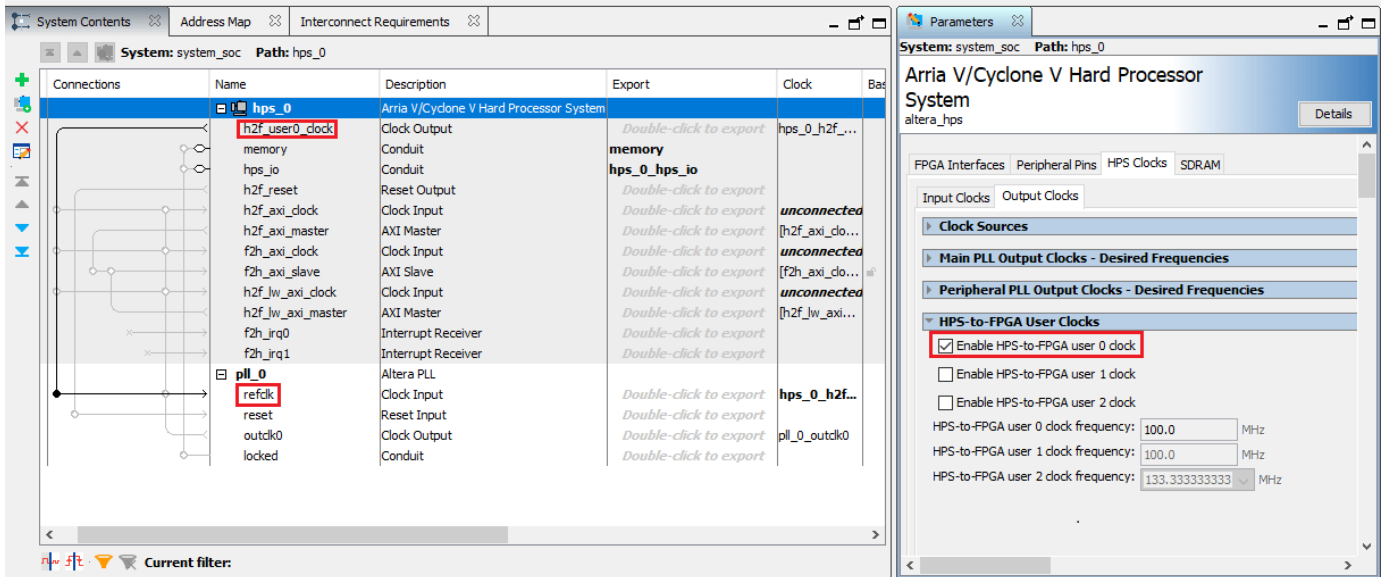 System Contents Address Map Interconnect Requirements
System: system_soc Path: hps_0
Connections Name Description Export Clock Bas
hps_0 Arria V/Cyclone V Hard Processor System
h2f_user0_clock Clock Output Double-click to export hps_0_h2f_...
memory Conduit memory
hps_io Conduit hps_0_hps_io
h2f_reset Reset Output Double-click to export
h2f_axi_clock Clock Input Double-click to export unconnected
h2f_axi_master AXI Master Double-click to export [h2f_axi_clo...
f2h_axi_clock Clock Input Double-click to export unconnected
f2h_axi_slave AXI Slave Double-click to export [f2h_axi_clo...
h2f_lw_axi_clock Clock Input Double-click to export unconnected
h2f_lw_axi_master AXI Master Double-click to export [h2f_lw_axi...
f2h_irq0 Interrupt Receiver Double-click to export
f2h_irq1 Interrupt Receiver Double-click to export
pll_0 Altera PLL
refclk Clock Input Double-click to export hps_0_h2f...
reset Reset Input Double-click to export
outclk0 Clock Output Double-click to export pll_0_outclk0
locked Conduit Double-click to export
Current filter:
Parameters
System: system_soc Path: hps_0
Arria V/Cyclone V Hard Processor
System
altera_hps
Details
FPGA Interfaces Peripheral Pins HPS Clocks SDRAM
Input Clocks Output Clocks
Clock Sources
Main PLL Output Clocks - Desired Frequencies
Peripheral PLL Output Clocks - Desired Frequencies
HPS-to-FPGA User Clocks
Enable HPS-to-FPGA user 0 clock
Enable HPS-to-FPGA user 1 clock
Enable HPS-to-FPGA user 2 clock
HPS-to-FPGA user 0 clock frequency: 100.0 MHz
HPS-to-FPGA user 1 clock frequency: 100.0 MHz
HPS-to-FPGA user 2 clock frequency: 133.333333333 MHz